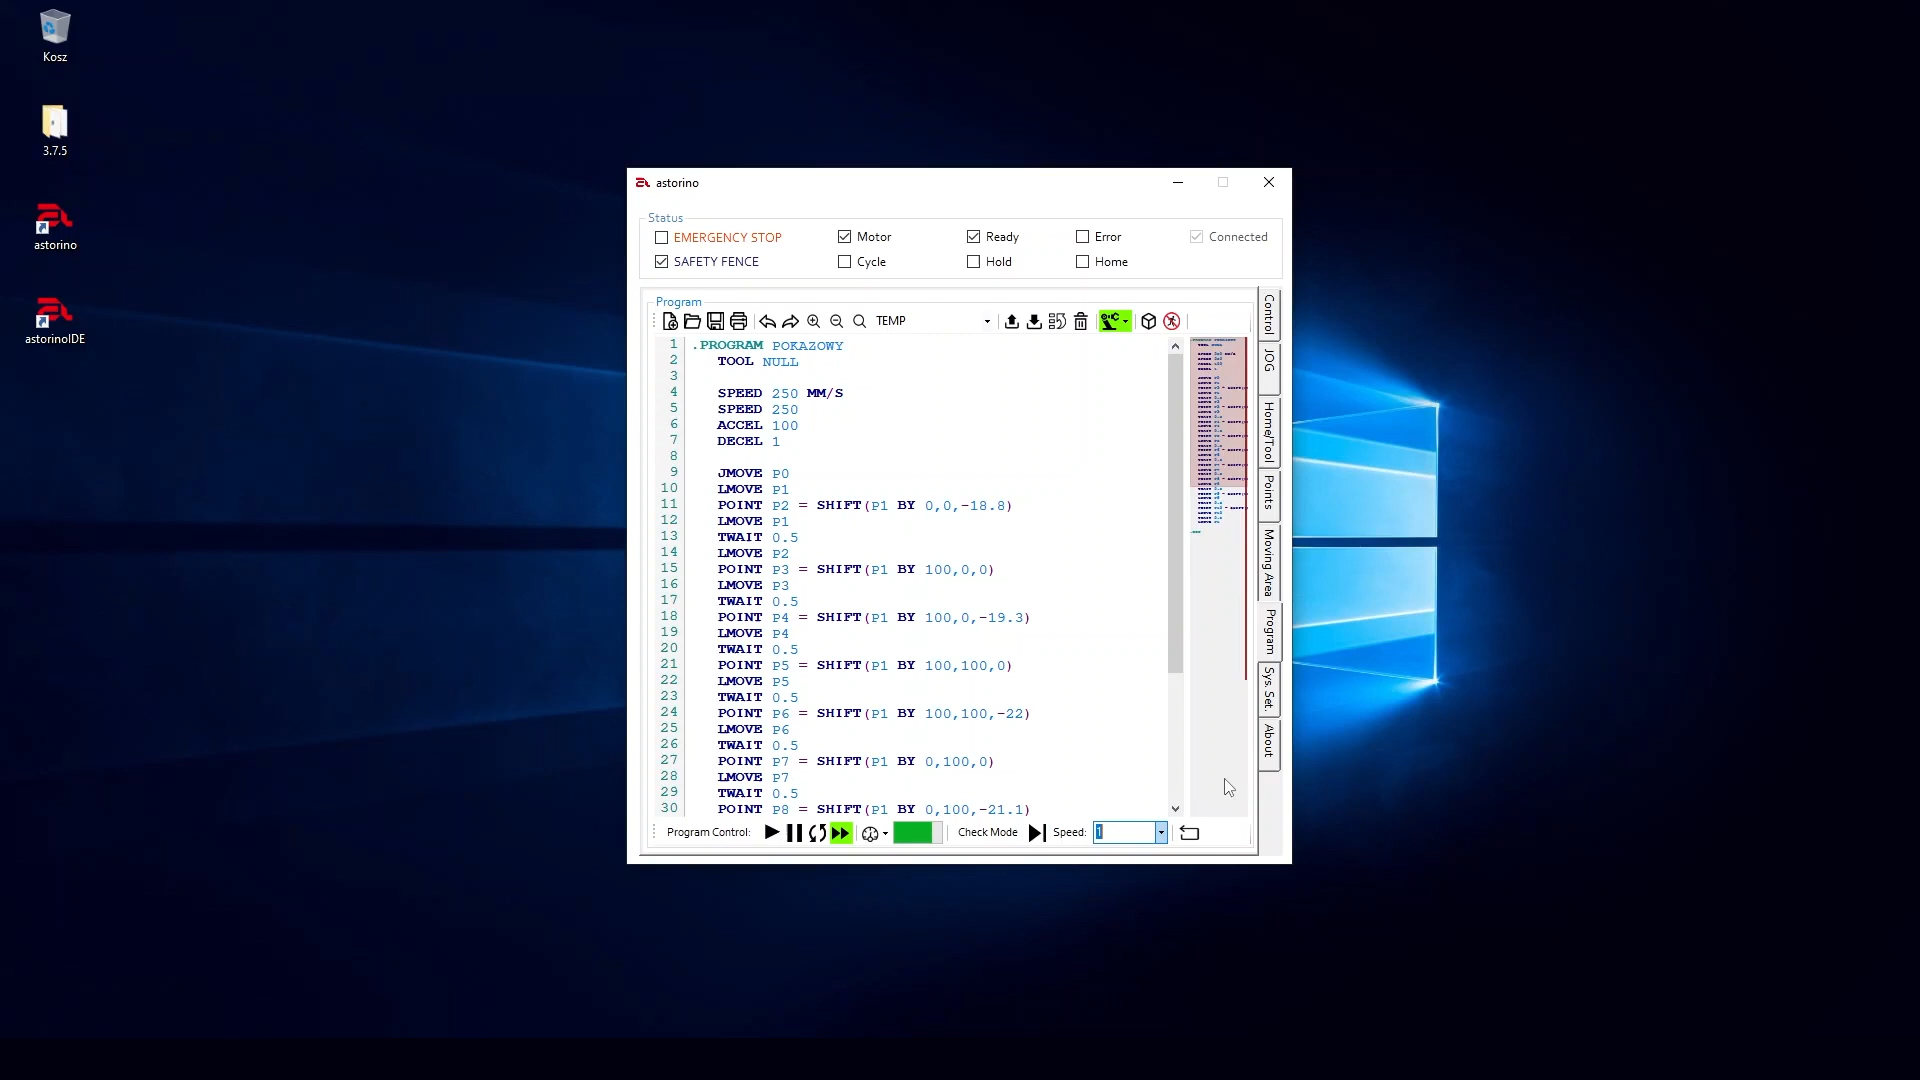 Kosz
3.7.5
astorino
astorinoIDE
astorino
Status
EMERGENCY STOP
Motor
Ready
Error
Connected
SAFETY FENCE
Cycle
Hold
Home
Program
TEMP
1 .PROGRAM POKAZOWY
2 TOOL NULL
3
4 SPEED 250 MM/S
5 SPEED 250
6 ACCEL 100
7 DECEL 1
8
9 JMOVE P0
10 LMOVE P1
11 POINT P2 = SHIFT(P1 BY 0,0,-18.8)
12 LMOVE P1
13 TWAIT 0.5
14 LMOVE P2
15 POINT P3 = SHIFT(P1 BY 100,0,0)
16 LMOVE P3
17 TWAIT 0.5
18 POINT P4 = SHIFT(P1 BY 100,0,-19.3)
19 LMOVE P4
20 TWAIT 0.5
21 POINT P5 = SHIFT(P1 BY 100,100,0)
22 LMOVE P5
23 TWAIT 0.5
24 POINT P6 = SHIFT(P1 BY 100,100,-22)
25 LMOVE P6
26 TWAIT 0.5
27 POINT P7 = SHIFT(P1 BY 0,100,0)
28 LMOVE P7
29 TWAIT 0.5
30 POINT P8 = SHIFT(P1 BY 0,100,-21.1)
Control
JOG
Home/Tool
Points
Moving Area
Program
Sys. Set.
About
Program Control:
Check Mode
Speed:
1